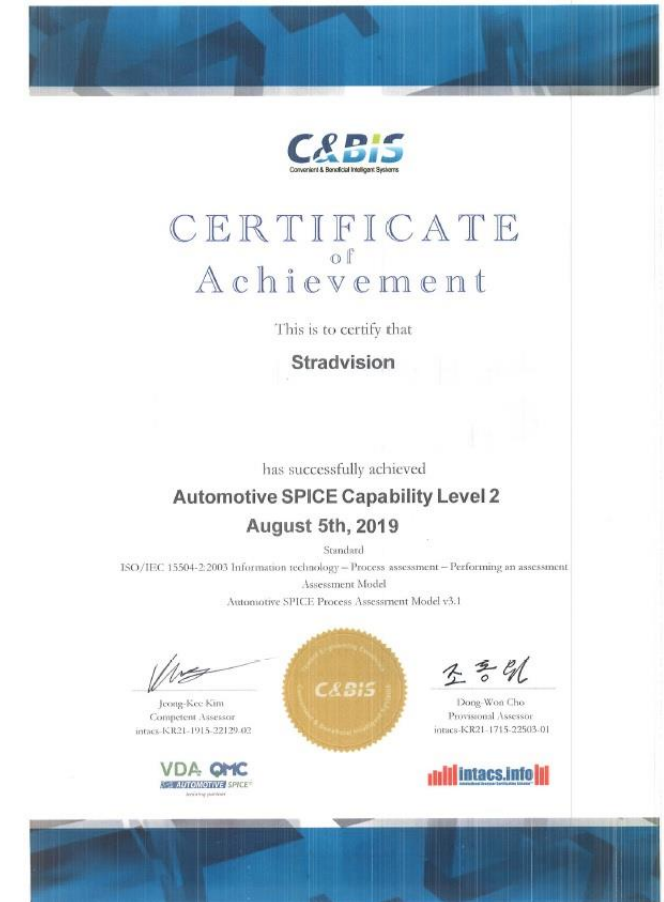 C&BIS
Convenient & Beneficial Intelligent Systems
CERTIFICATE
of
Achievement
This is to certify that
Stradvision
has successfully achieved
Automotive SPICE Capability Level 2
August 5th, 2019
Standard
ISO/IEC 15504-2:2003 Information technology – Process assessment – Performing an assessment
Assessment Model
Automotive SPICE Process Assessment Model v3.1
C&BIS
조동원
Jeong-Kee Kim
Competent Assessor
intacs-KR21-1915-22129-02
Dong-Won Cho
Provisional Assessor
intacs-KR21-1715-22503-01
VDA QMC
AUTOMOTIVE SPICE®
intacs.info